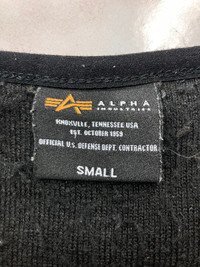 ALPHA
INDUSTRIES
KNOXVILLE, TENNESSEE USA
EST. OCTOBER 1959
OFFICIAL U.S. DEFENSE DEPT. CONTRACTOR
SMALL